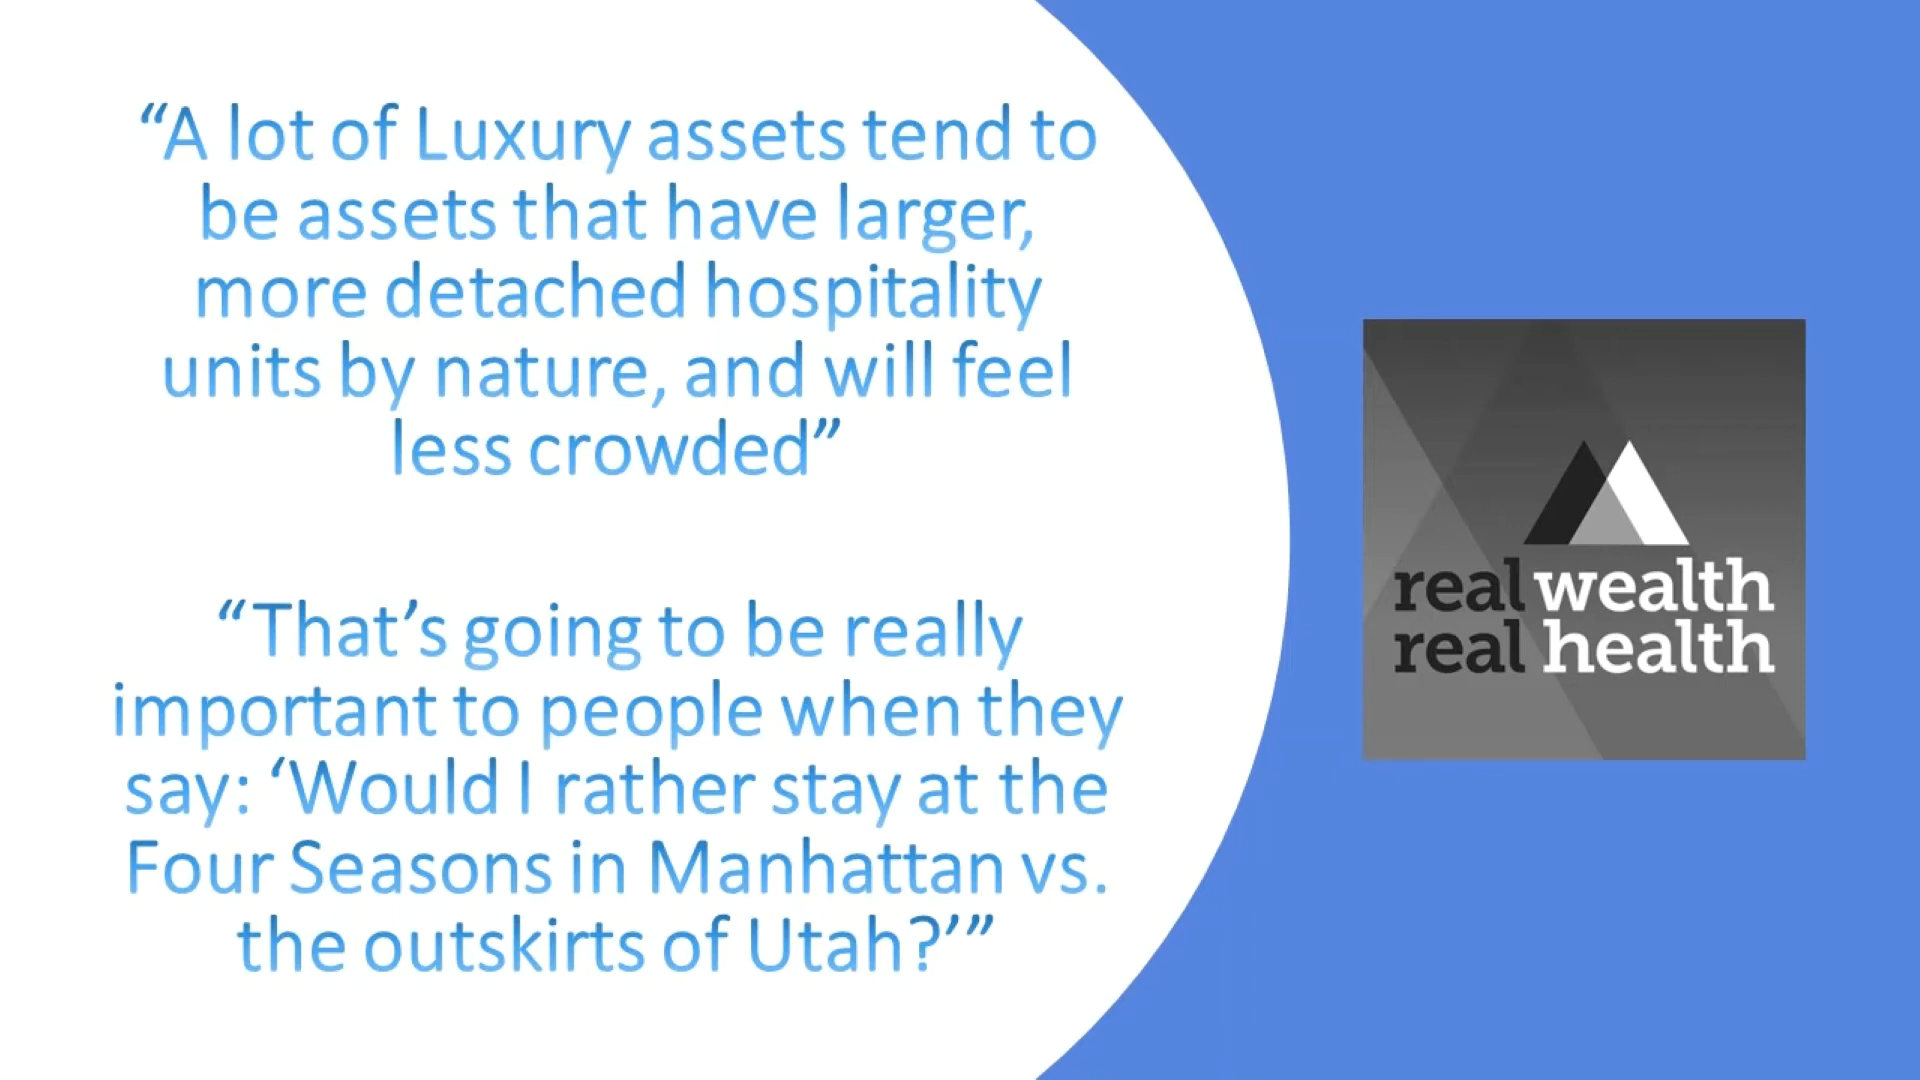 “A lot of Luxury assets tend to
be assets that have larger,
more detached hospitality
units by nature, and will feel
less crowded”
“That’s going to be really
important to people when they
say: ‘Would I rather stay at the
Four Seasons in Manhattan vs.
the outskirts of Utah?’”
real wealth
real health